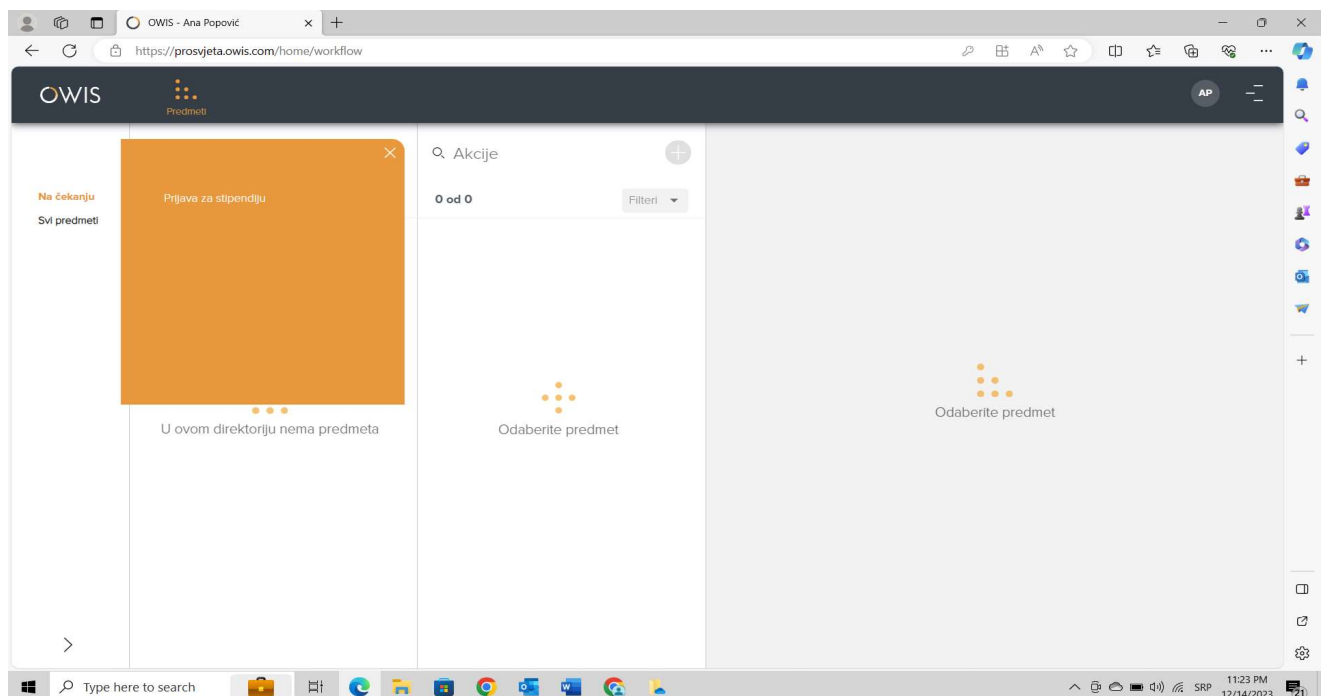 OWIS - Ana Popović
https://prosvjeta.owis.com/home/workflow
OWIS
Predmeti
AP
Na čekanju
Svi predmeti
Prijava za stipendiju
Akcije
0 od 0
Filteri
U ovom direktoriju nema predmeta
Odaberite predmet
Odaberite predmet
Type here to search
SRP
11:23 PM
12/14/2023
21